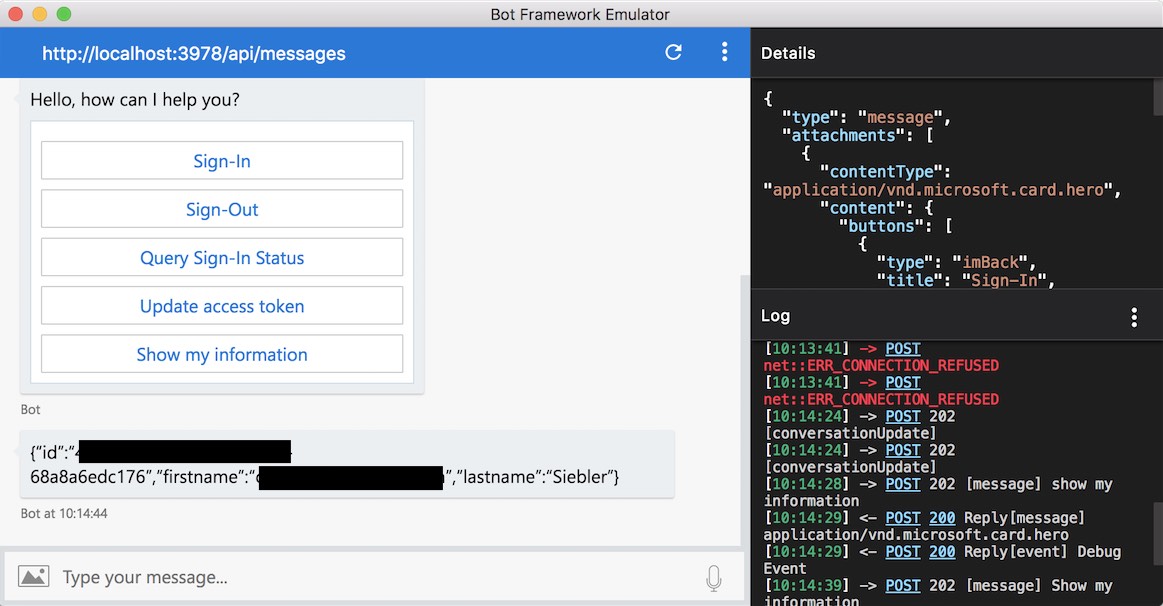 Bot Framework Emulator
http://localhost:3978/api/messages
Hello, how can I help you?
Sign-In
Sign-Out
Query Sign-In Status
Update access token
Show my information
Bot
{"id":"
68a8a6edc176","firstname":" ","lastname":"Siebler"}
Bot at 10:14:44
Type your message...
Details
{
"type": "message",
"attachments": [
{
"contentType":
"application/vnd.microsoft.card.hero",
"content": {
"buttons": [
{
"type": "imBack",
"title": "Sign-In",
Log
[10:13:41] -> POST
net::ERR_CONNECTION_REFUSED
[10:13:41] -> POST
net::ERR_CONNECTION_REFUSED
[10:14:24] -> POST 202
[conversationUpdate]
[10:14:24] -> POST 202
[conversationUpdate]
[10:14:28] -> POST 202 [message] show my
information
[10:14:29] <- POST 200 Reply[message]
application/vnd.microsoft.card.hero
[10:14:29] <- POST 200 Reply[event] Debug
Event
[10:14:39] -> POST 202 [message] Show my
information